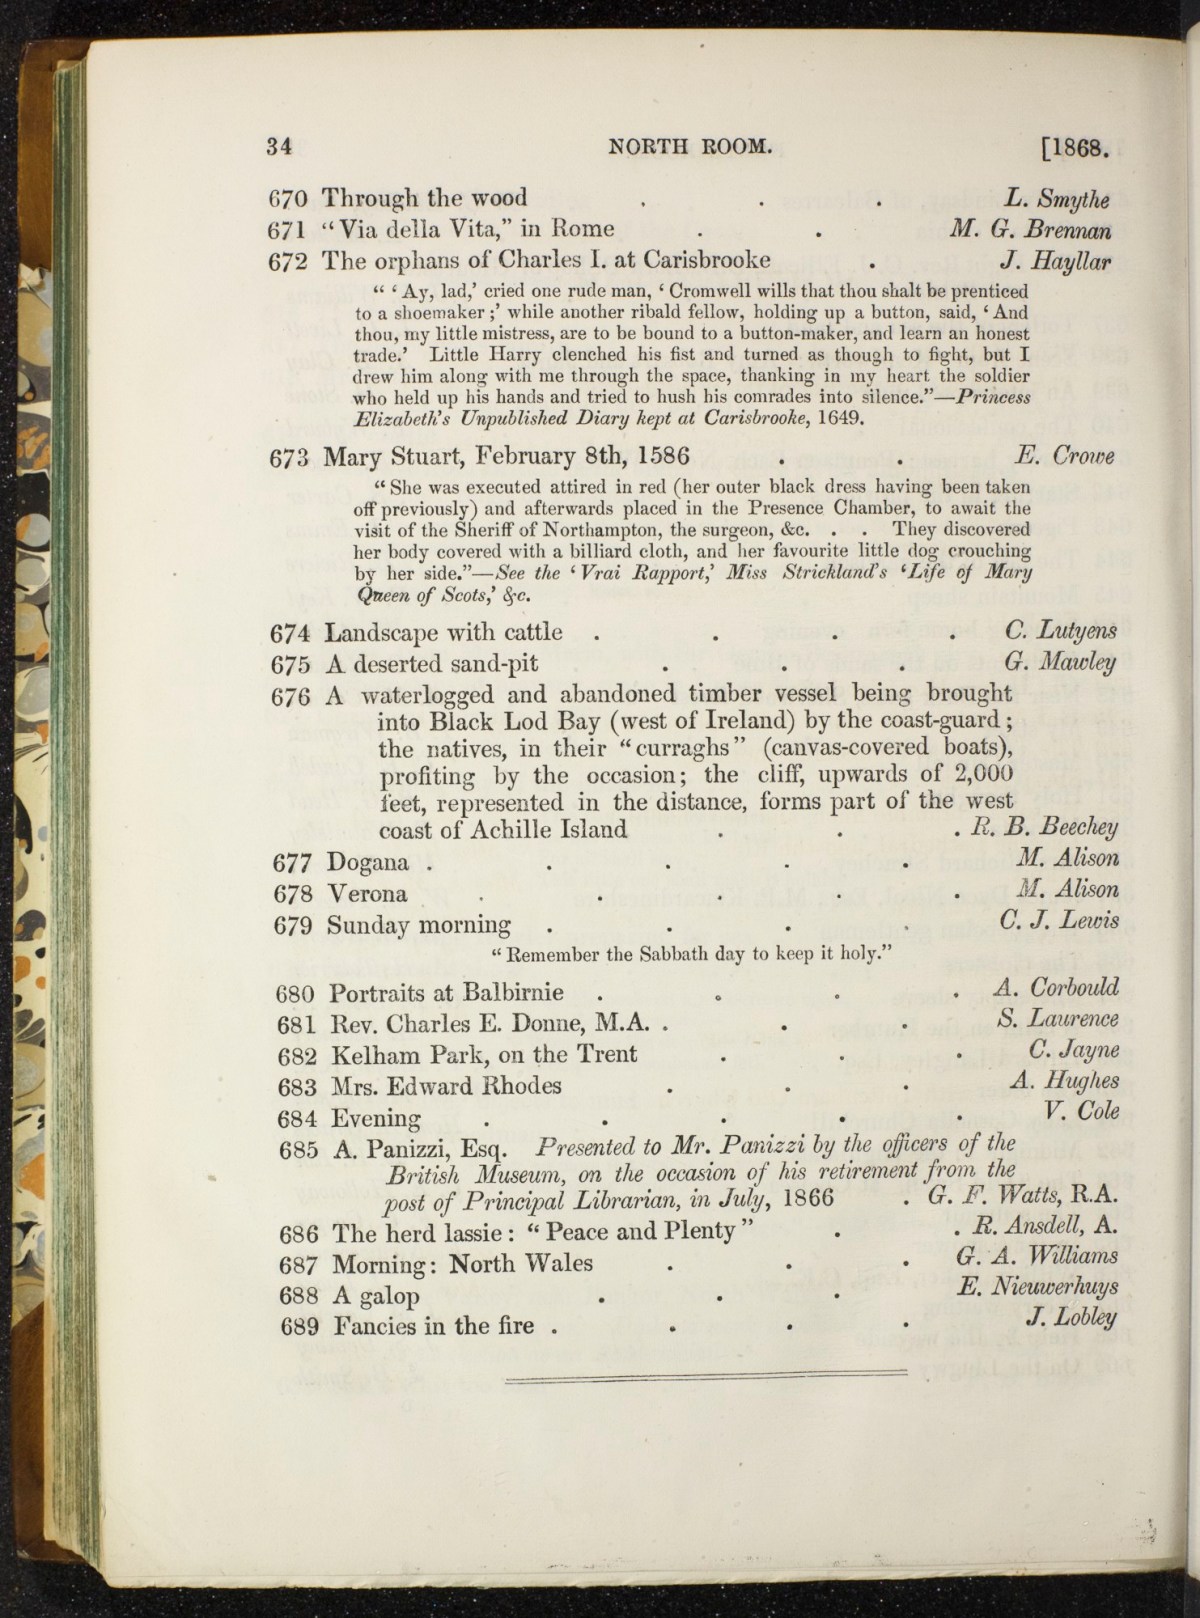 34 NORTH ROOM. [1868.
670 Through the wood . . . L. Smythe
671 “Via della Vita,” in Rome . . M. G. Brennan
672 The orphans of Charles I. at Carisbrooke . J. Hayllar
“ ‘ Ay, lad,’ cried one rude man, ‘ Cromwell wills that thou shalt be prenticed
to a shoemaker ;’ while another ribald fellow, holding up a button, said, ‘ And
thou, my little mistress, are to be bound to a button-maker, and learn an honest
trade.’ Little Harry clenched his fist and turned as though to fight, but I
drew him along with me through the space, thanking in my heart the soldier
who held up his hands and tried to hush his comrades into silence.”—Princess
Elizabeth’s Unpublished Diary kept at Carisbrooke, 1649.
673 Mary Stuart, February 8th, 1586 . . E. Crowe
“ She was executed attired in red (her outer black dress having been taken
off previously) and afterwards placed in the Presence Chamber, to await the
visit of the Sheriff of Northampton, the surgeon, &c. . . They discovered
her body covered with a billiard cloth, and her favourite little dog crouching
by her side.”—See the ‘ Vrai Rapport,’ Miss Strickland’s ‘Life of Mary
Queen of Scots,’ &c.
674 Landscape with cattle . . . . C. Lutyens
675 A deserted sand-pit . . . G. Mawley
676 A waterlogged and abandoned timber vessel being brought
into Black Lod Bay (west of Ireland) by the coast-guard ;
the natives, in their “curraghs” (canvas-covered boats),
profiting by the occasion; the cliff, upwards of 2,000
feet, represented in the distance, forms part of the west
coast of Achille Island . . . R. B. Beechey
677 Dogana . . . . . M. Alison
678 Verona . . . . . M. Alison
679 Sunday morning . . . . C. J. Lewis
“ Remember the Sabbath day to keep it holy.”
680 Portraits at Balbirnie . . . . A. Corbould
681 Rev. Charles E. Donne, M.A. . . . S. Laurence
682 Kelham Park, on the Trent . . . C. Jayne
683 Mrs. Edward Rhodes . . . A. Hughes
684 Evening . . . . . V. Cole
685 A. Panizzi, Esq. Presented to Mr. Panizzi by the officers of the
British Museum, on the occasion of his retirement from the
post of Principal Librarian, in July, 1866 . G. F. Watts, R.A.
686 The herd lassie : “ Peace and Plenty ” . . R. Ansdell, A.
687 Morning: North Wales . . . G. A. Williams
688 A galop . . . E. Nieuwerhuys
689 Fancies in the fire . . . . J. Lobley